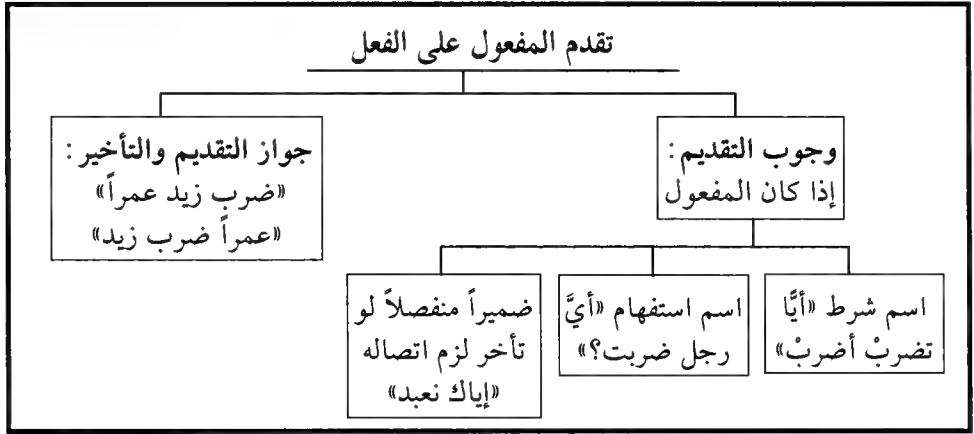 تقدم المفعول على الفعل
وجوب التقديم :
إذا كان المفعول
جواز التقديم والتأخير :
«ضرب زيد عمراً»
«عمراً ضرب زيد»
اسم شرط «أيًّا
تضربْ أضربْ»
اسم استفهام «أيَّ
رجل ضربت؟»
ضميراً منفصلاً لو
تأخر لزم اتصاله
«إياك نعبد»